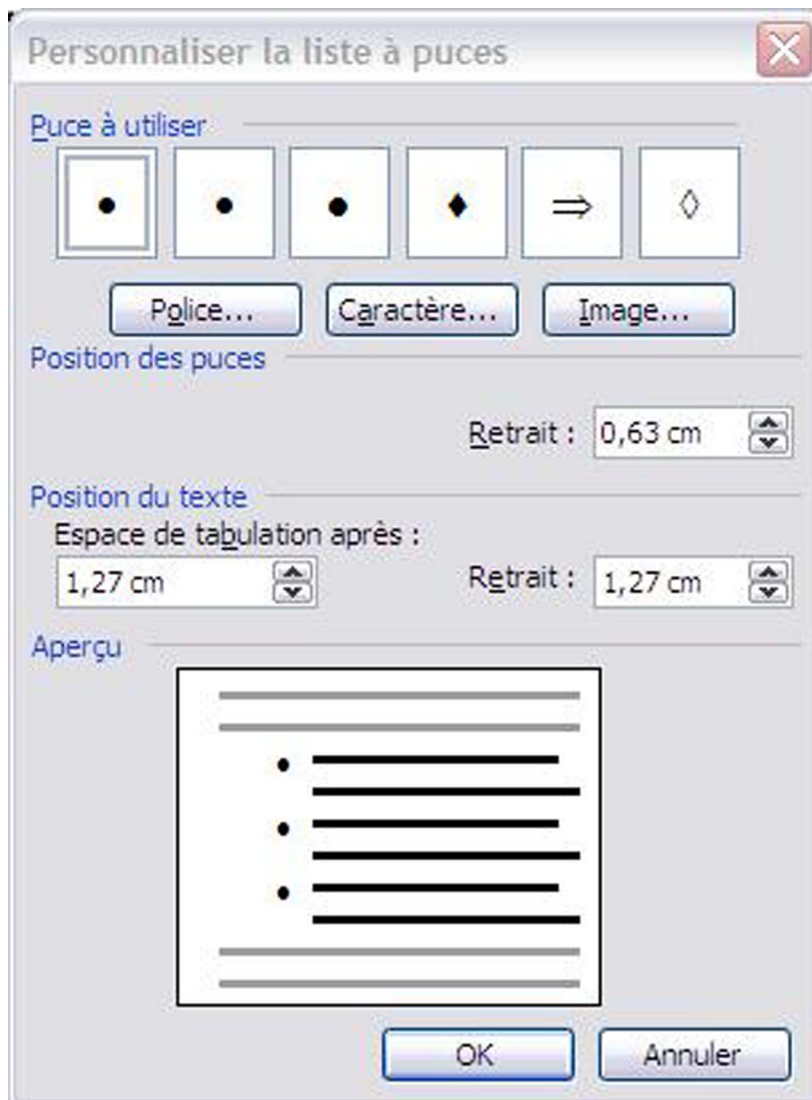 Personnaliser la liste à puces
Puce à utiliser
Police... Caractère... Image...
Position des puces
Retrait : 0,63 cm
Position du texte
Espace de tabulation après :
1,27 cm Retrait : 1,27 cm
Aperçu
OK Annuler